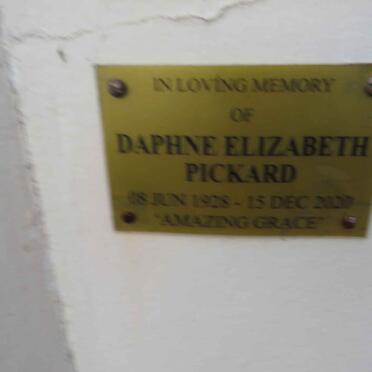 IN LOVING MEMORY
OF
DAPHNE ELIZABETH
PICKARD
08 JUN 1928 - 15 DEC 2020
"AMAZING GRACE"